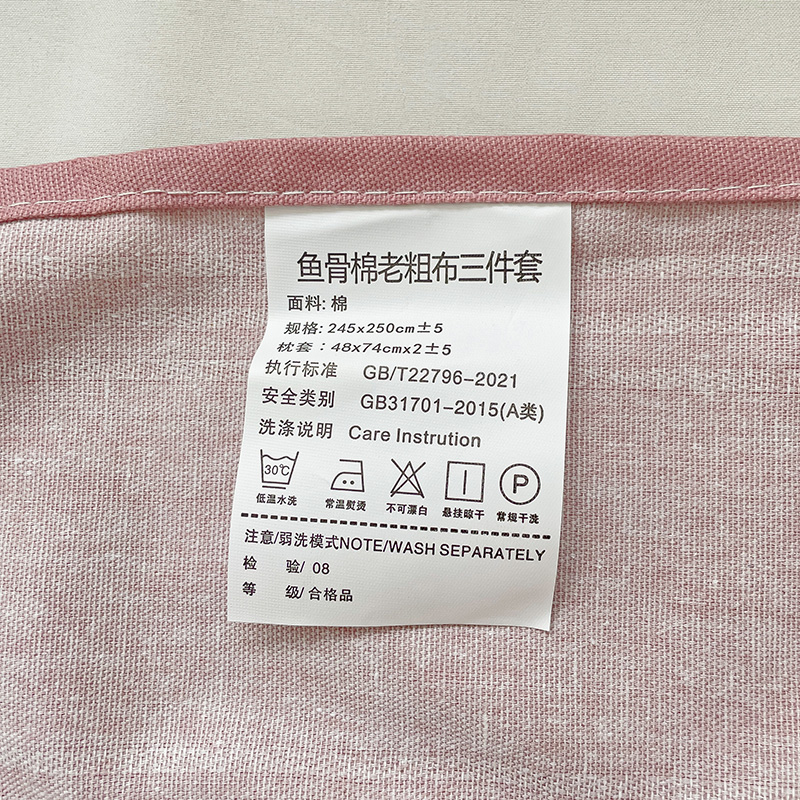 鱼骨棉老粗布三件套
面料: 棉
规格: 245x250cm±5
枕套: 48x74cmx2±5
执行标准 GB/T22796-2021
安全类别 GB31701-2015(A类)
洗涤说明 Care Instrution
30℃ P
低温水洗 常温熨烫 不可漂白 悬挂晾干 常规干洗
注意/弱洗模式NOTE/WASH SEPARATELY
检 验/ 08
等 级/ 合格品